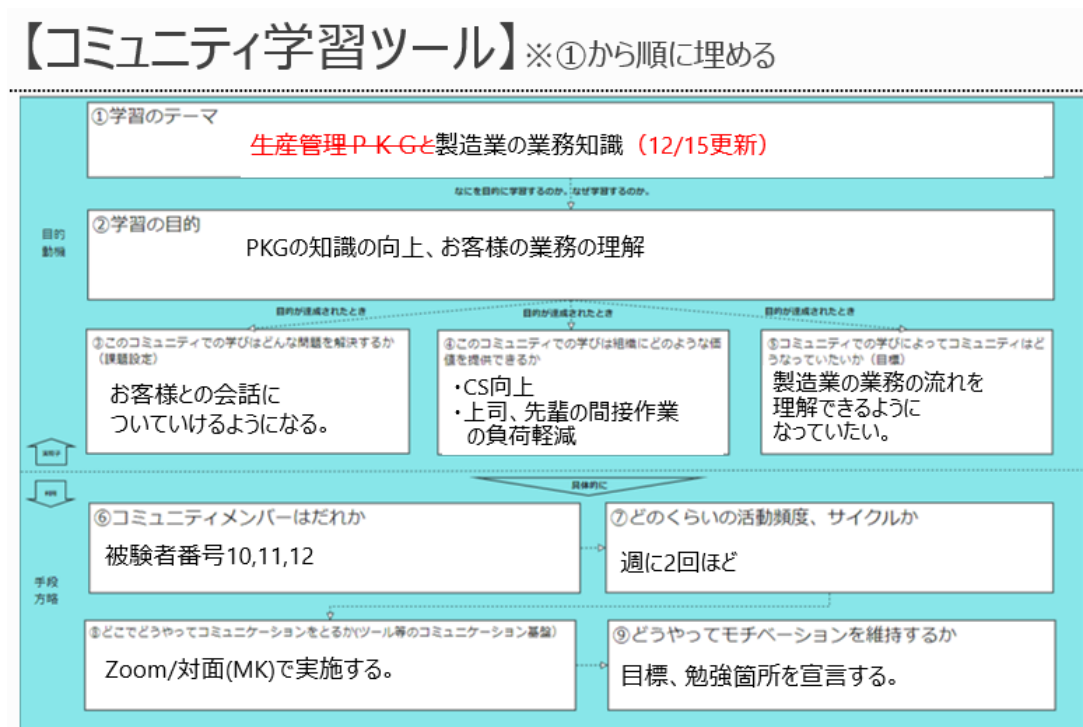 【コミュニティ学習ツール】※①から順に埋める
①学習のテーマ
生産管理ＰＫＧと製造業の業務知識（12/15更新）
なにを目的に学習するのか。なぜ学習するのか。
目的
動機
②学習の目的
PKGの知識の向上、お客様の業務の理解
目的が達成されたとき
目的が達成されたとき
目的が達成されたとき
③このコミュニティでの学びはどんな問題を解決するか
（課題設定）
お客様との会話に
ついていけるようになる。
④このコミュニティでの学びは組織にどのような価
値を提供できるか
・CS向上
・上司、先輩の間接作業
の負荷軽減
⑤このコミュニティでの学びによってコミュニティはど
うなっていたいか（目標）
製造業の業務の流れを
理解できるように
なっていたい。
具体的に
手段
方略
⑥コミュニティメンバーはだれか
被験者番号10,11,12
⑦どのくらいの活動頻度、サイクルか
週に2回ほど
⑧どこでどうやってコミュニケーションをとるか(ツール等のコミュニケーション基盤)
Zoom/対面(MK)で実施する。
⑨どうやってモチベーションを維持するか
目標、勉強箇所を宣言する。